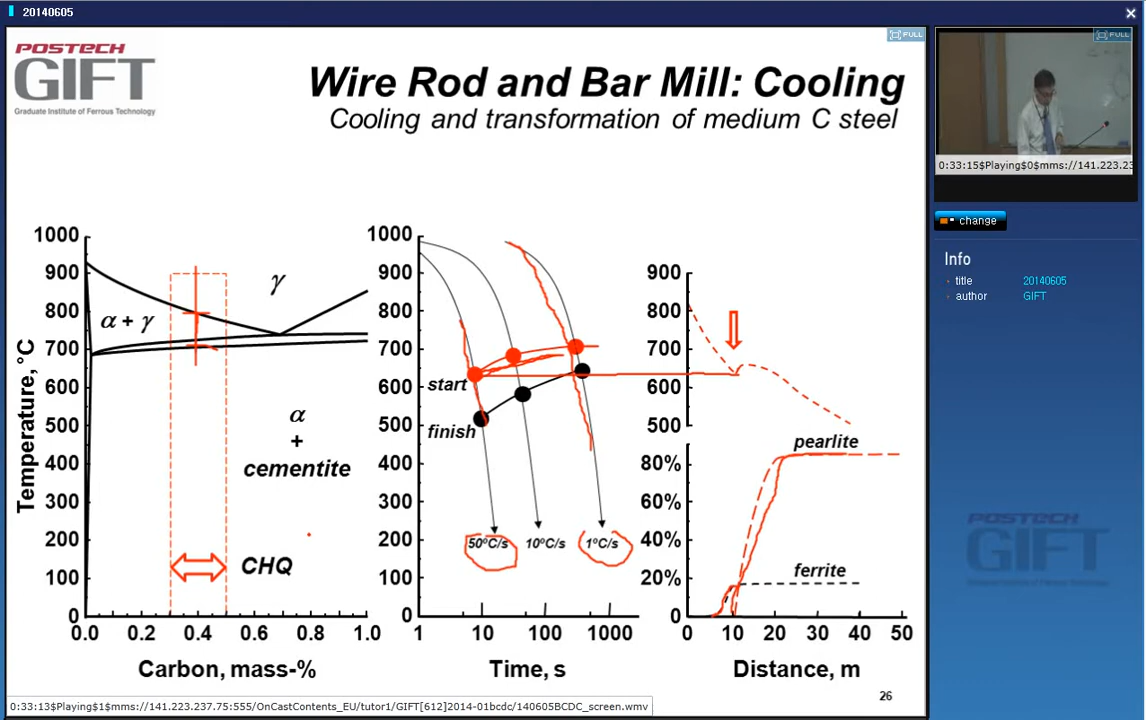 20140605
POSTECH
GIFT
Graduate Institute of Ferrous Technology
FULL
Wire Rod and Bar Mill: Cooling
Cooling and transformation of medium C steel
FULL
0:33:15$Playing$0$mms://141.223.23
change
Info
title 20140605
author GIFT
Temperature, °C
1000
900
800
700
600
500
400
300
200
100
0
γ
α + γ
α
+
cementite
CHQ
0.0 0.2 0.4 0.6 0.8 1.0
Carbon, mass-%
1000
900
800
700
600
500
400
300
200
100
0
start
finish
50ºC/s 10ºC/s 1ºC/s
1 10 100 1000
Time, s
900
800
700
600
500
pearlite
80%
60%
40%
20%
0
ferrite
0 10 20 30 40 50
Distance, m
26
POSTECH
GIFT
0:33:13$Playing$1$mms://141.223.237.75:555/OnCastContents_EU/tutor1/GIFT[612]2014-01bcdc/140605BCDC_screen.wmv